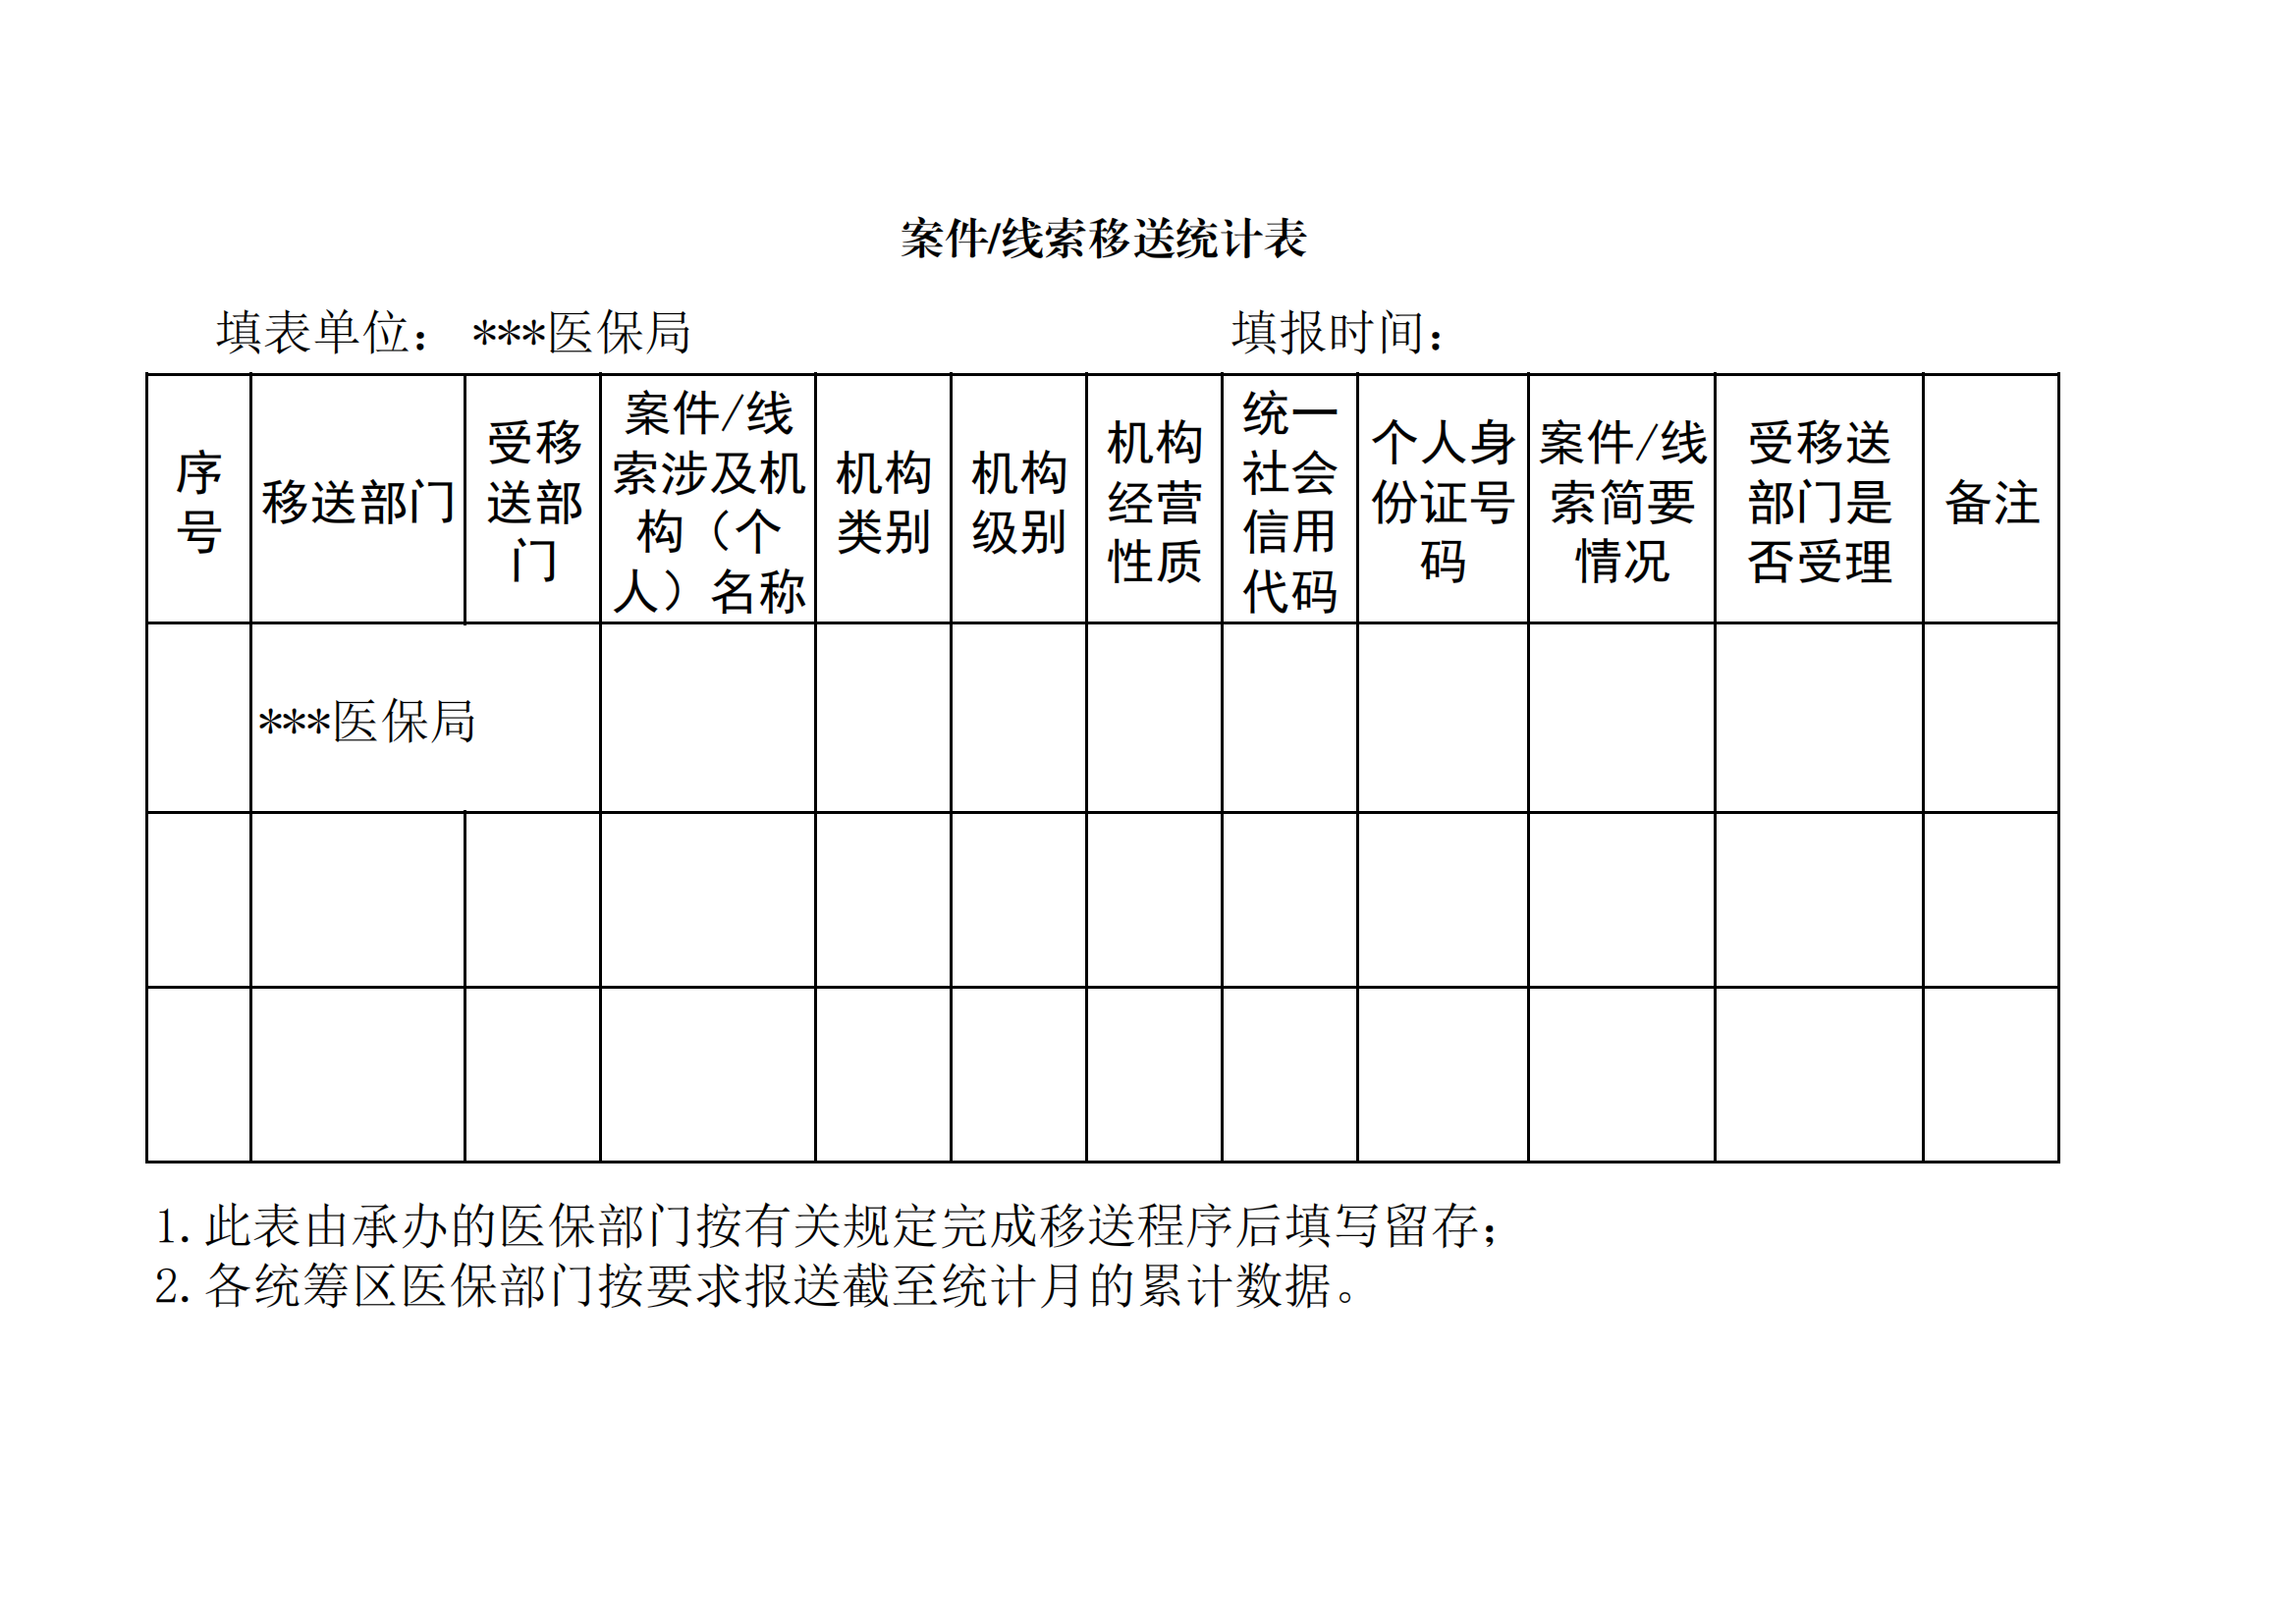 案件/线索移送统计表
填表单位： ***医保局 填报时间：
序
号
移送部门
受移
送部
门
案件/线
索涉及机
构（个
人）名称
机构
类别
机构
级别
机构
经营
性质
统一
社会
信用
代码
个人身
份证号
码
案件/线
索简要
情况
受移送
部门是
否受理
备注
***医保局
1.此表由承办的医保部门按有关规定完成移送程序后填写留存；
2.各统筹区医保部门按要求报送截至统计月的累计数据。